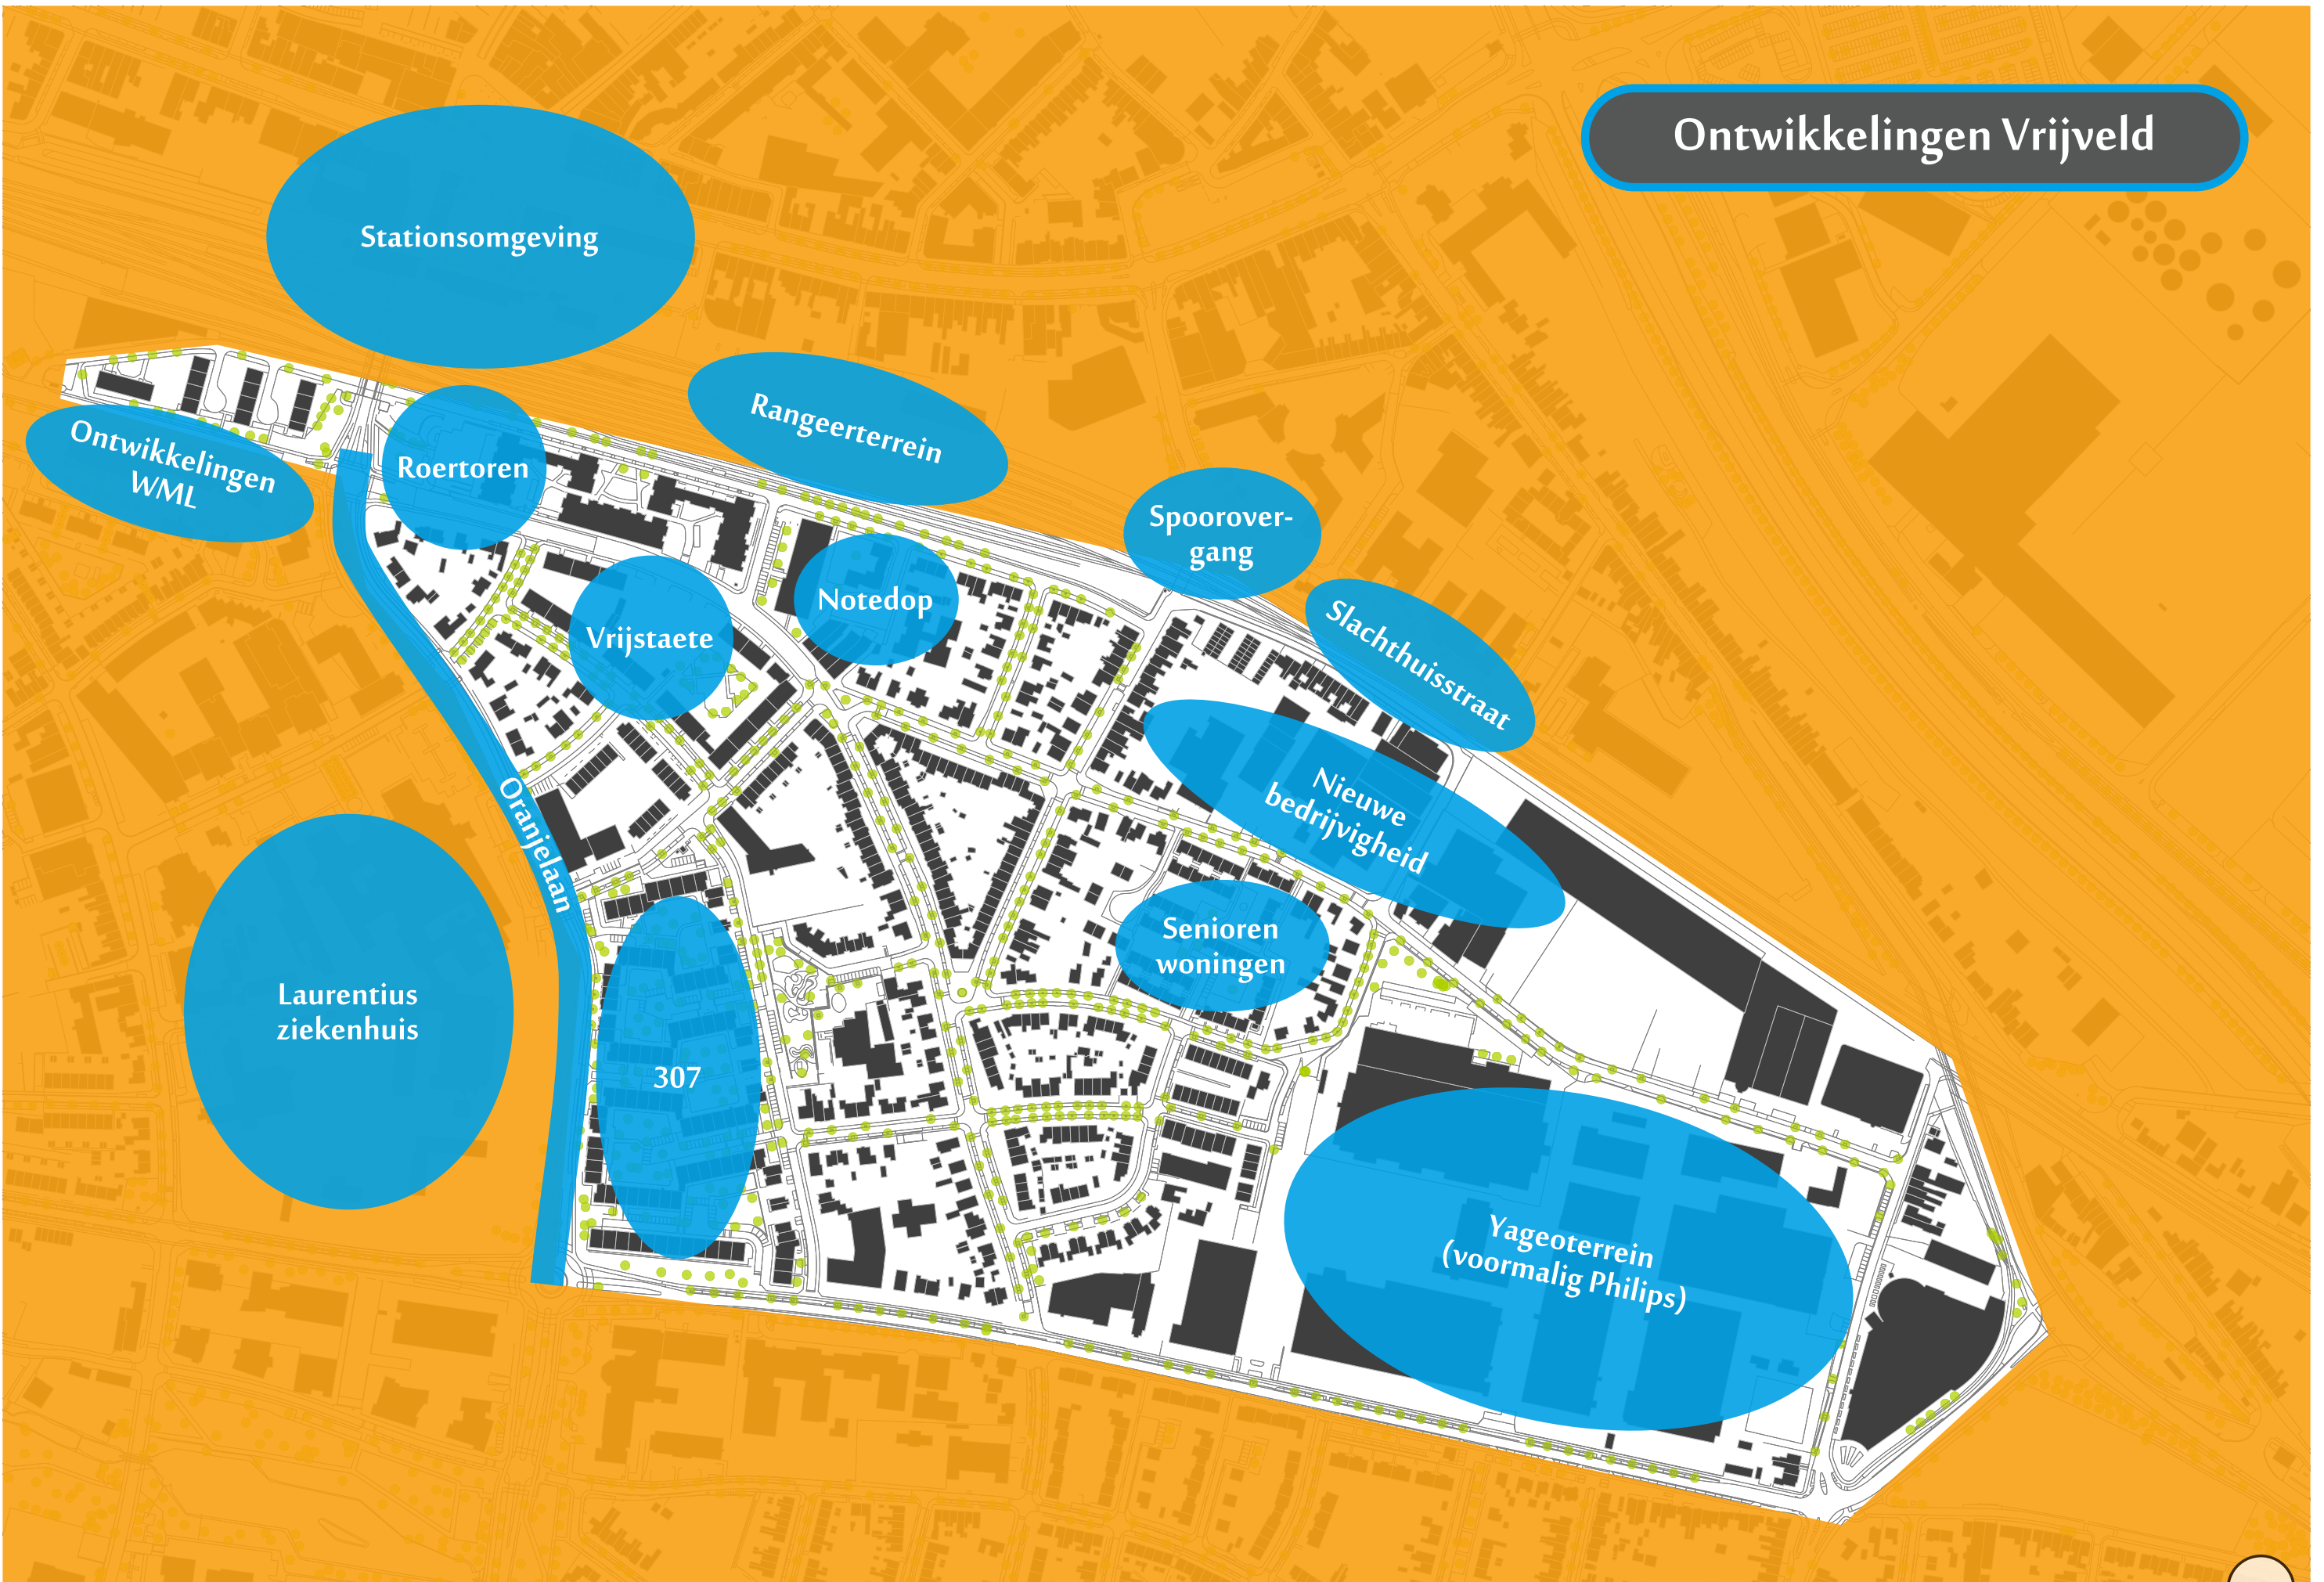 Ontwikkelingen Vrijveld
Stationsomgeving
Rangeerterrein
Ontwikkelingen
WML
Roertoren
Spoorover-
gang
Notedop
Vrijstaete
Slachthuisstraat
Nieuwe
bedrijvigheid
Oranjelaan
Senioren
woningen
Laurentius
ziekenhuis
307
Yageoterrein
(voormalig Philips)